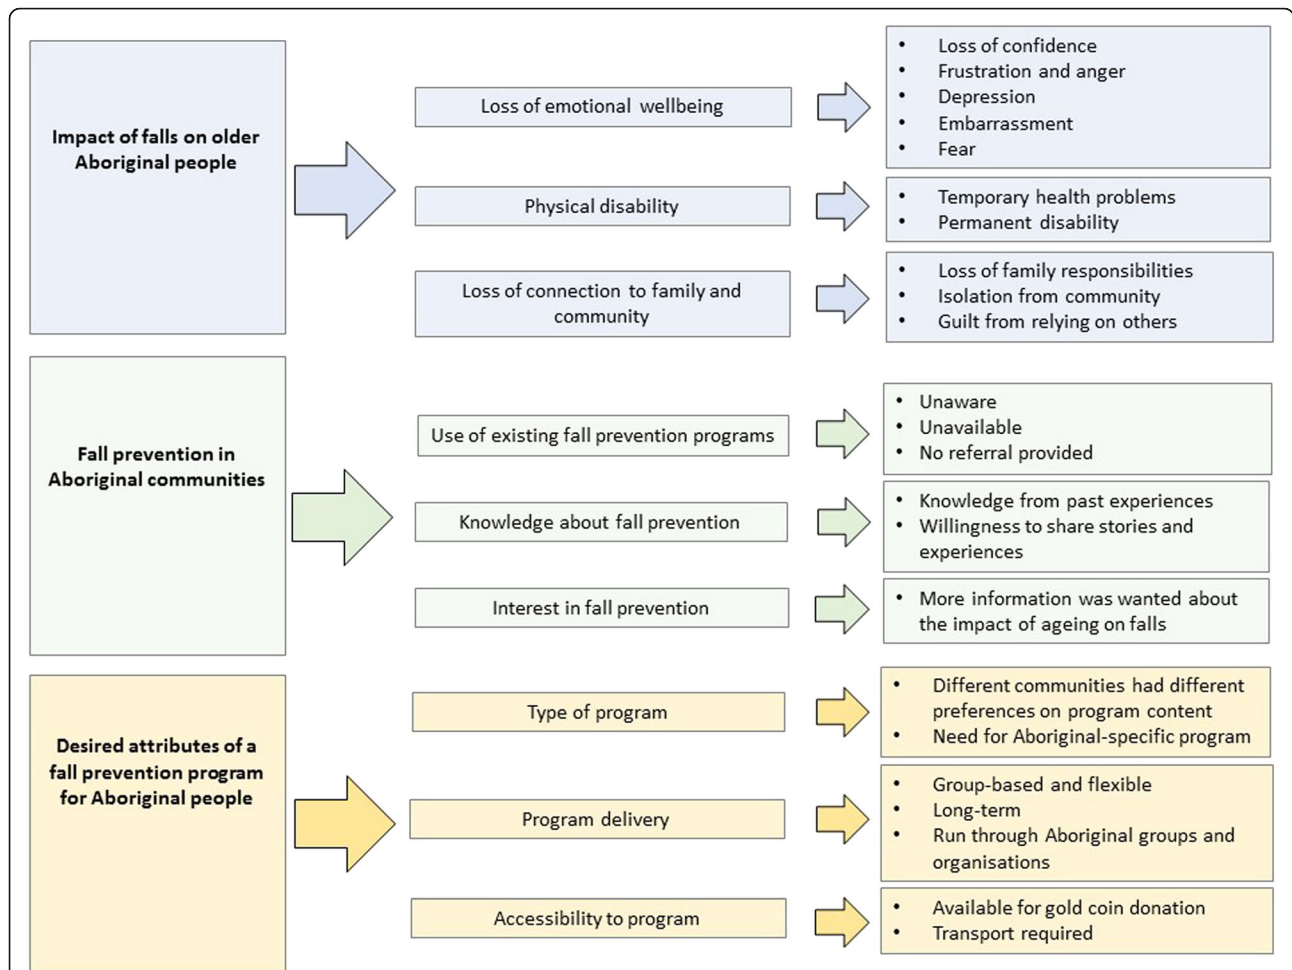 Impact of falls on older
Aboriginal people
Loss of emotional wellbeing
• Loss of confidence
• Frustration and anger
• Depression
• Embarrassment
• Fear
Physical disability
• Temporary health problems
• Permanent disability
Loss of connection to family and
community
• Loss of family responsibilities
• Isolation from community
• Guilt from relying on others
Fall prevention in
Aboriginal communities
Use of existing fall prevention programs
• Unaware
• Unavailable
• No referral provided
Knowledge about fall prevention
• Knowledge from past experiences
• Willingness to share stories and
experiences
Interest in fall prevention
• More information was wanted about
the impact of ageing on falls
Desired attributes of a
fall prevention program
for Aboriginal people
Type of program
• Different communities had different
preferences on program content
• Need for Aboriginal-specific program
Program delivery
• Group-based and flexible
• Long-term
• Run through Aboriginal groups and
organisations
Accessibility to program
• Available for gold coin donation
• Transport required